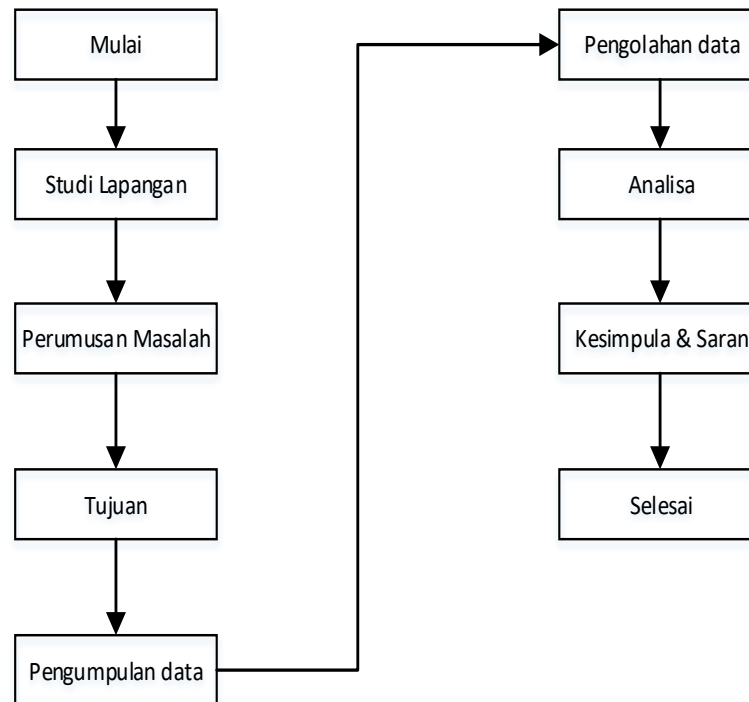 Mulai
Studi Lapangan
Perumusan Masalah
Tujuan
Pengumpulan data
Pengolahan data
Analisa
Kesimpula & Saran
Selesai